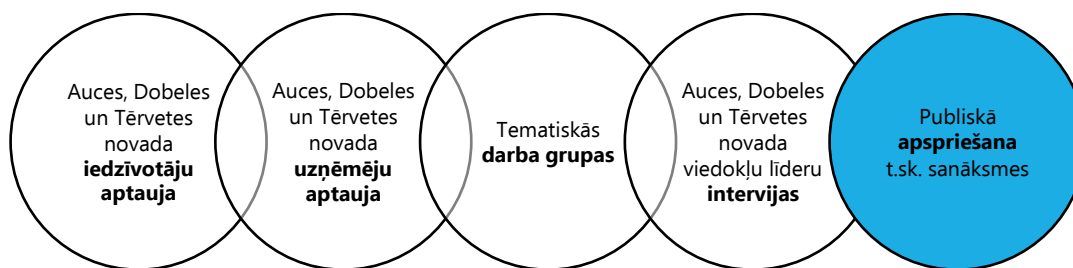 Auces, Dobeles
un Tērvetes
novada
iedzīvotāju
aptauja
Auces, Dobeles
un Tērvetes
novada
uzņēmēju
aptauja
Tematiskās
darba grupas
Auces, Dobeles
un Tērvetes
novada
viedokļu līderu
intervijas
Publiskā
apspriešana
t.sk. sanāksmes